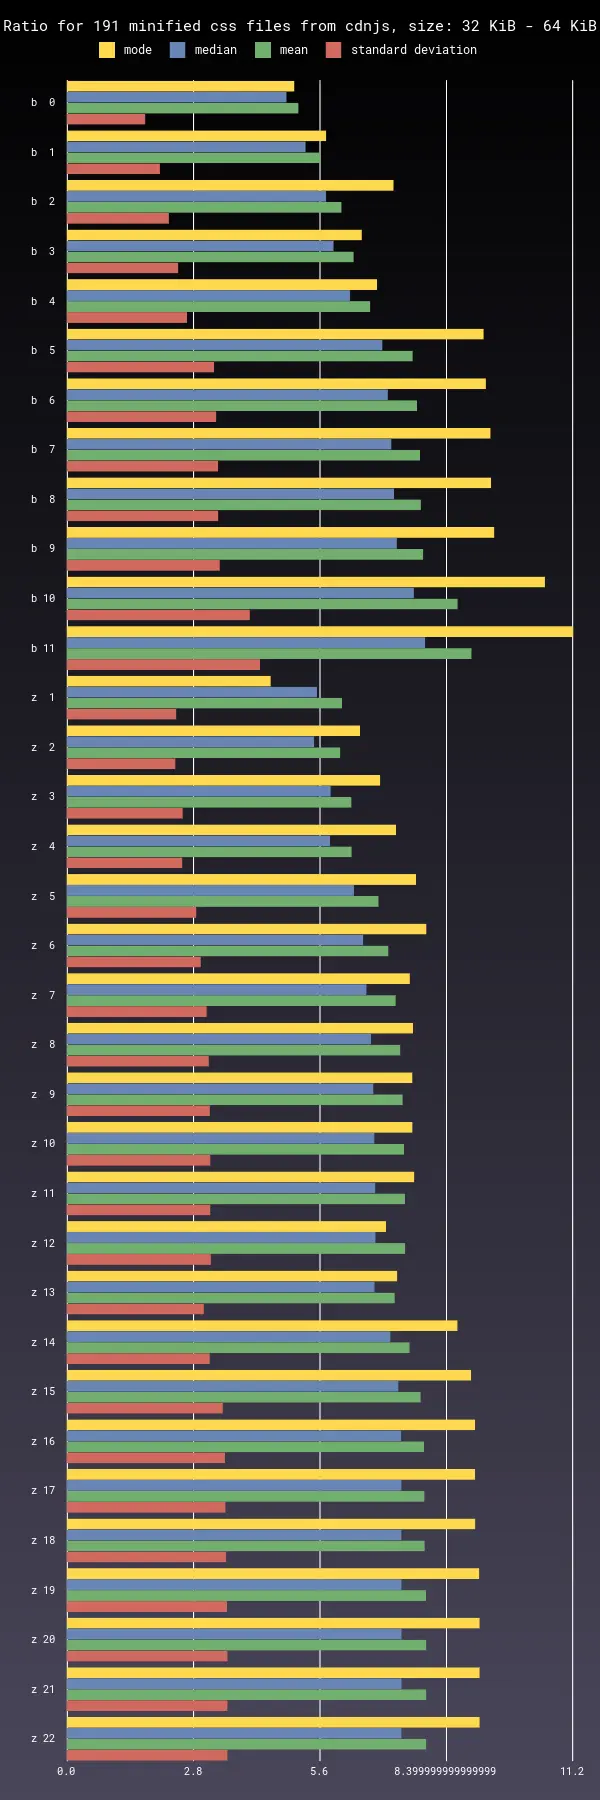 Ratio for 191 minified css files from cdnjs, size: 32 KiB - 64 KiB
mode median mean standard deviation
b 0
b 1
b 2
b 3
b 4
b 5
b 6
b 7
b 8
b 9
b 10
b 11
z 1
z 2
z 3
z 4
z 5
z 6
z 7
z 8
z 9
z 10
z 11
z 12
z 13
z 14
z 15
z 16
z 17
z 18
z 19
z 20
z 21
z 22
0.0 2.8 5.6 8.399999999999999 11.2